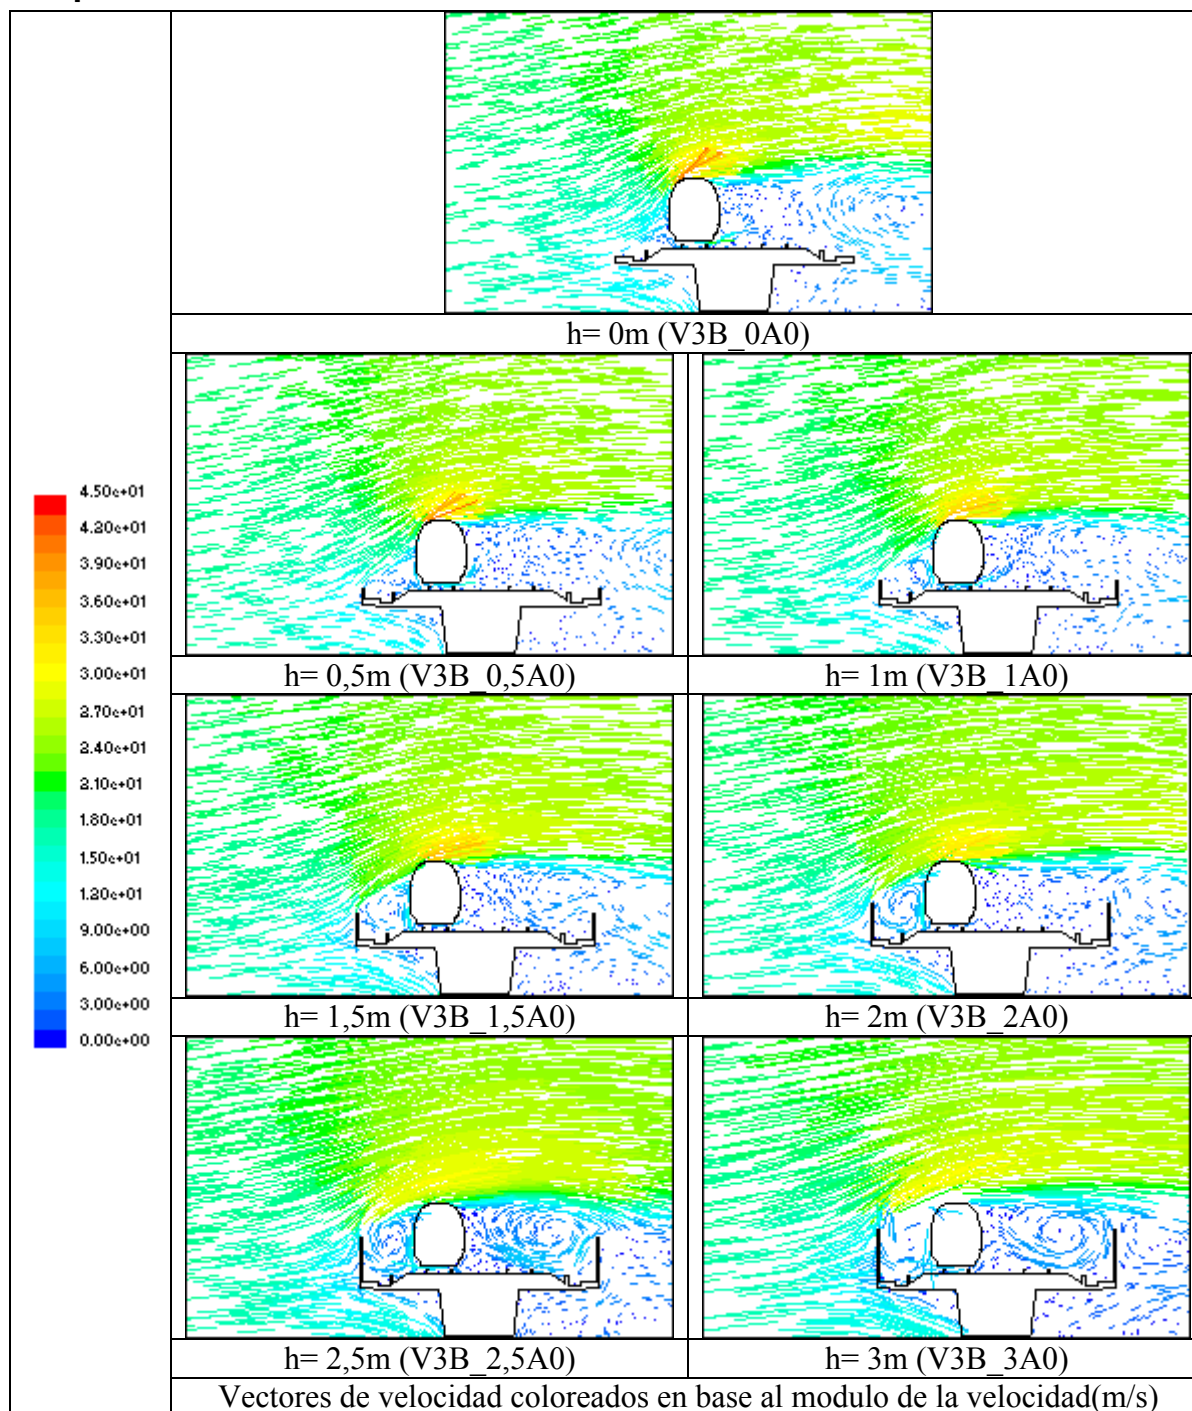 h= 0m (V3B_0A0)
4.50e+01
4.20e+01
3.90e+01
3.60e+01
3.30e+01
3.00e+01
2.70e+01
2.40e+01
2.10e+01
1.80e+01
1.50e+01
1.20e+01
9.00e+00
6.00e+00
3.00e+00
0.00e+00
h= 0,5m (V3B_0,5A0)
h= 1m (V3B_1A0)
h= 1,5m (V3B_1,5A0)
h= 2m (V3B_2A0)
h= 2,5m (V3B_2,5A0)
h= 3m (V3B_3A0)
Vectores de velocidad coloreados en base al modulo de la velocidad(m/s)